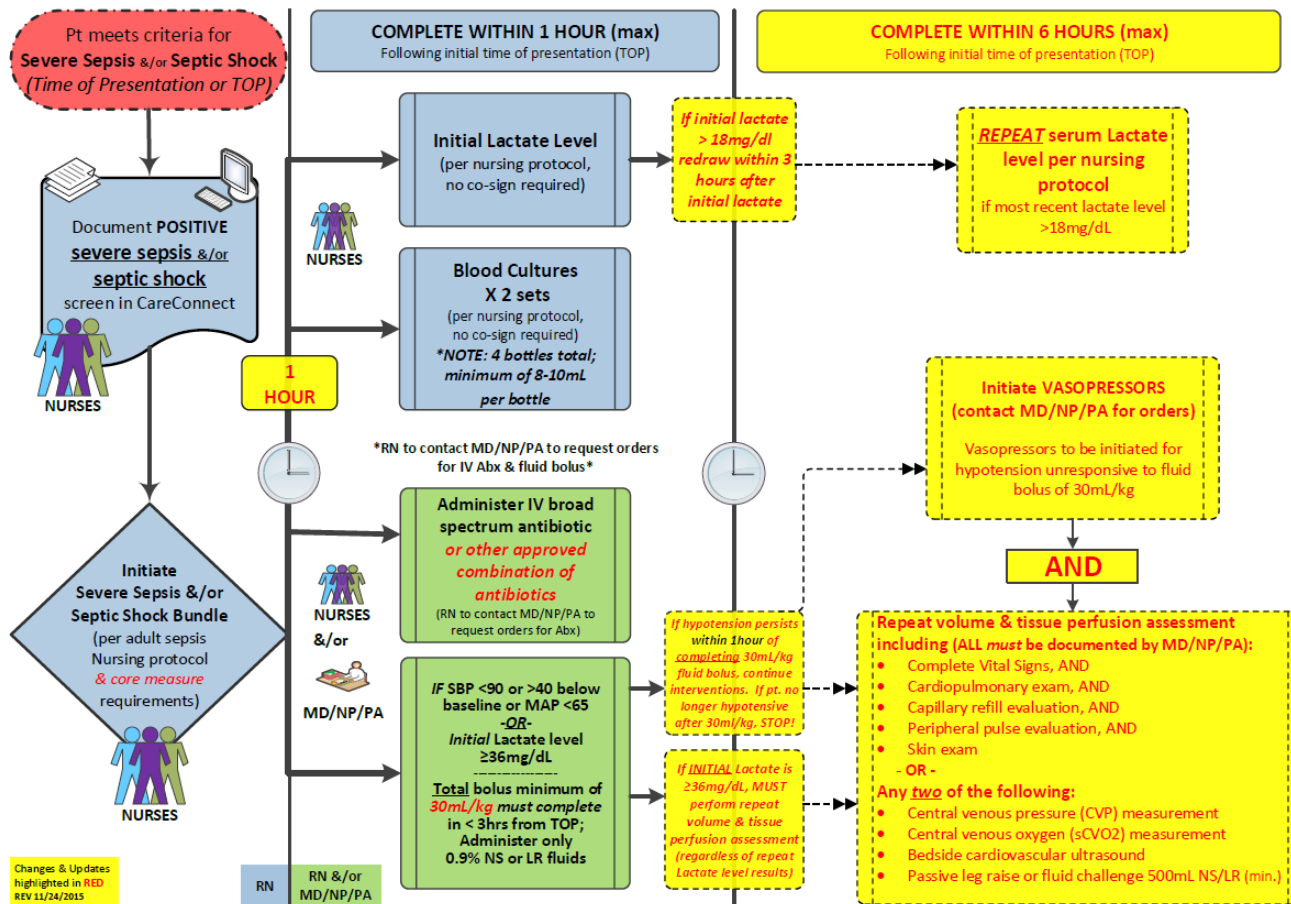 Pt meets criteria for
Severe Sepsis &/or Septic Shock
(Time of Presentation or TOP)
Document POSITIVE
severe sepsis &/or
septic shock
screen in CareConnect
NURSES
Initiate
Severe Sepsis &/or
Septic Shock Bundle
(per adult sepsis
Nursing protocol
& core measure
requirements)
NURSES
Changes & Updates
highlighted in RED
REV 11/24/2015
1
HOUR
COMPLETE WITHIN 1 HOUR (max)
Following initial time of presentation (TOP)
Initial Lactate Level
(per nursing protocol,
no co-sign required)
NURSES
Blood Cultures
X 2 sets
(per nursing protocol,
no co-sign required)
*NOTE: 4 bottles total;
minimum of 8-10mL
per bottle
*RN to contact MD/NP/PA to request orders
for IV Abx & fluid bolus*
Administer IV broad
spectrum antibiotic
or other approved
combination of
antibiotics
(RN to contact MD/NP/PA to
request orders for Abx)
NURSES
&/or
MD/NP/PA
IF SBP <90 or >40 below
baseline or MAP <65
-OR-
Initial Lactate level
≥36mg/dL
--------------------
Total bolus minimum of
30mL/kg must complete
in < 3hrs from TOP;
Administer only
0.9% NS or LR fluids
RN
RN &/or
MD/NP/PA
COMPLETE WITHIN 6 HOURS (max)
Following initial time of presentation (TOP)
If initial lactate
> 18mg/dl
redraw within 3
hours after
initial lactate
REPEAT serum Lactate
level per nursing
protocol
if most recent lactate level
>18mg/dL
Initiate VASOPRESSORS
(contact MD/NP/PA for orders)
Vasopressors to be initiated for
hypotension unresponsive to fluid
bolus of 30mL/kg
AND
If hypotension persists
within 1hour of
completing 30mL/kg
fluid bolus, continue
interventions. If pt. no
longer hypotensive
after 30ml/kg, STOP!
If INITIAL Lactate is
≥36mg/dL, MUST
perform repeat
volume & tissue
perfusion assessment
(regardless of repeat
Lactate level results)
Repeat volume & tissue perfusion assessment
including (ALL must be documented by MD/NP/PA):
• Complete Vital Signs, AND
• Cardiopulmonary exam, AND
• Capillary refill evaluation, AND
• Peripheral pulse evaluation, AND
• Skin exam
- OR -
Any two of the following:
• Central venous pressure (CVP) measurement
• Central venous oxygen (sCVO2) measurement
• Bedside cardiovascular ultrasound
• Passive leg raise or fluid challenge 500mL NS/LR (min.)